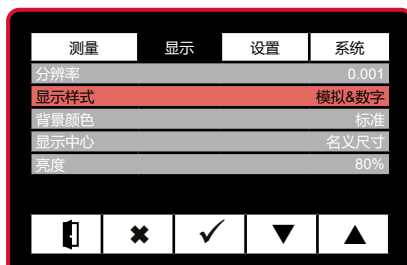 测量 显示 设置 系统
分辨率 0.001
显示样式 模拟&数字
背景颜色 标准
显示中心 名义尺寸
亮度 80%